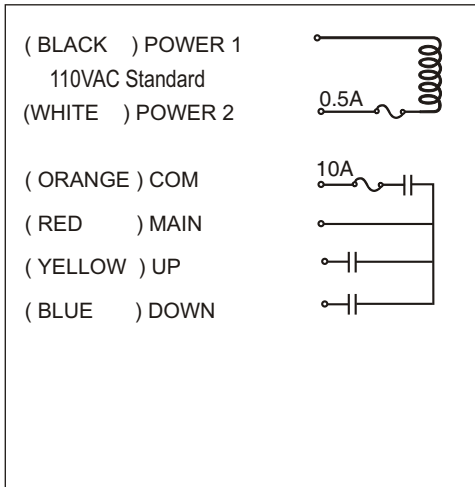 ( BLACK ) POWER 1
110VAC Standard
(WHITE ) POWER 2
0.5A
( ORANGE ) COM
10A
( RED ) MAIN
( YELLOW ) UP
( BLUE ) DOWN